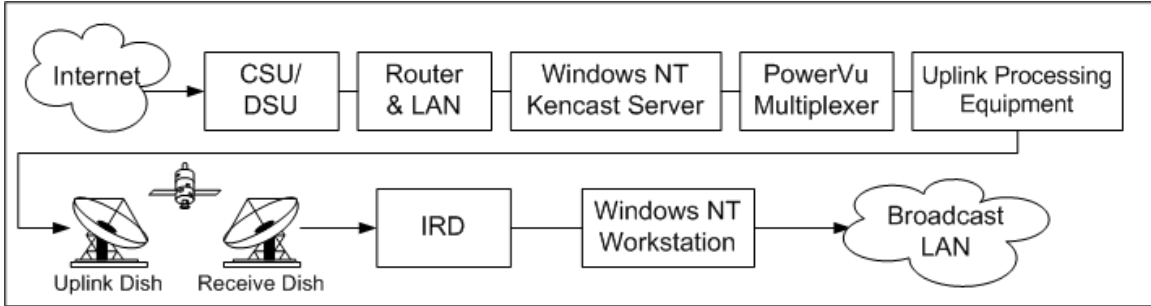 Internet
CSU/
DSU
Router
& LAN
Windows NT
Kencast Server
PowerVu
Multiplexer
Uplink Processing
Equipment
Uplink Dish
Receive Dish
IRD
Windows NT
Workstation
Broadcast
LAN